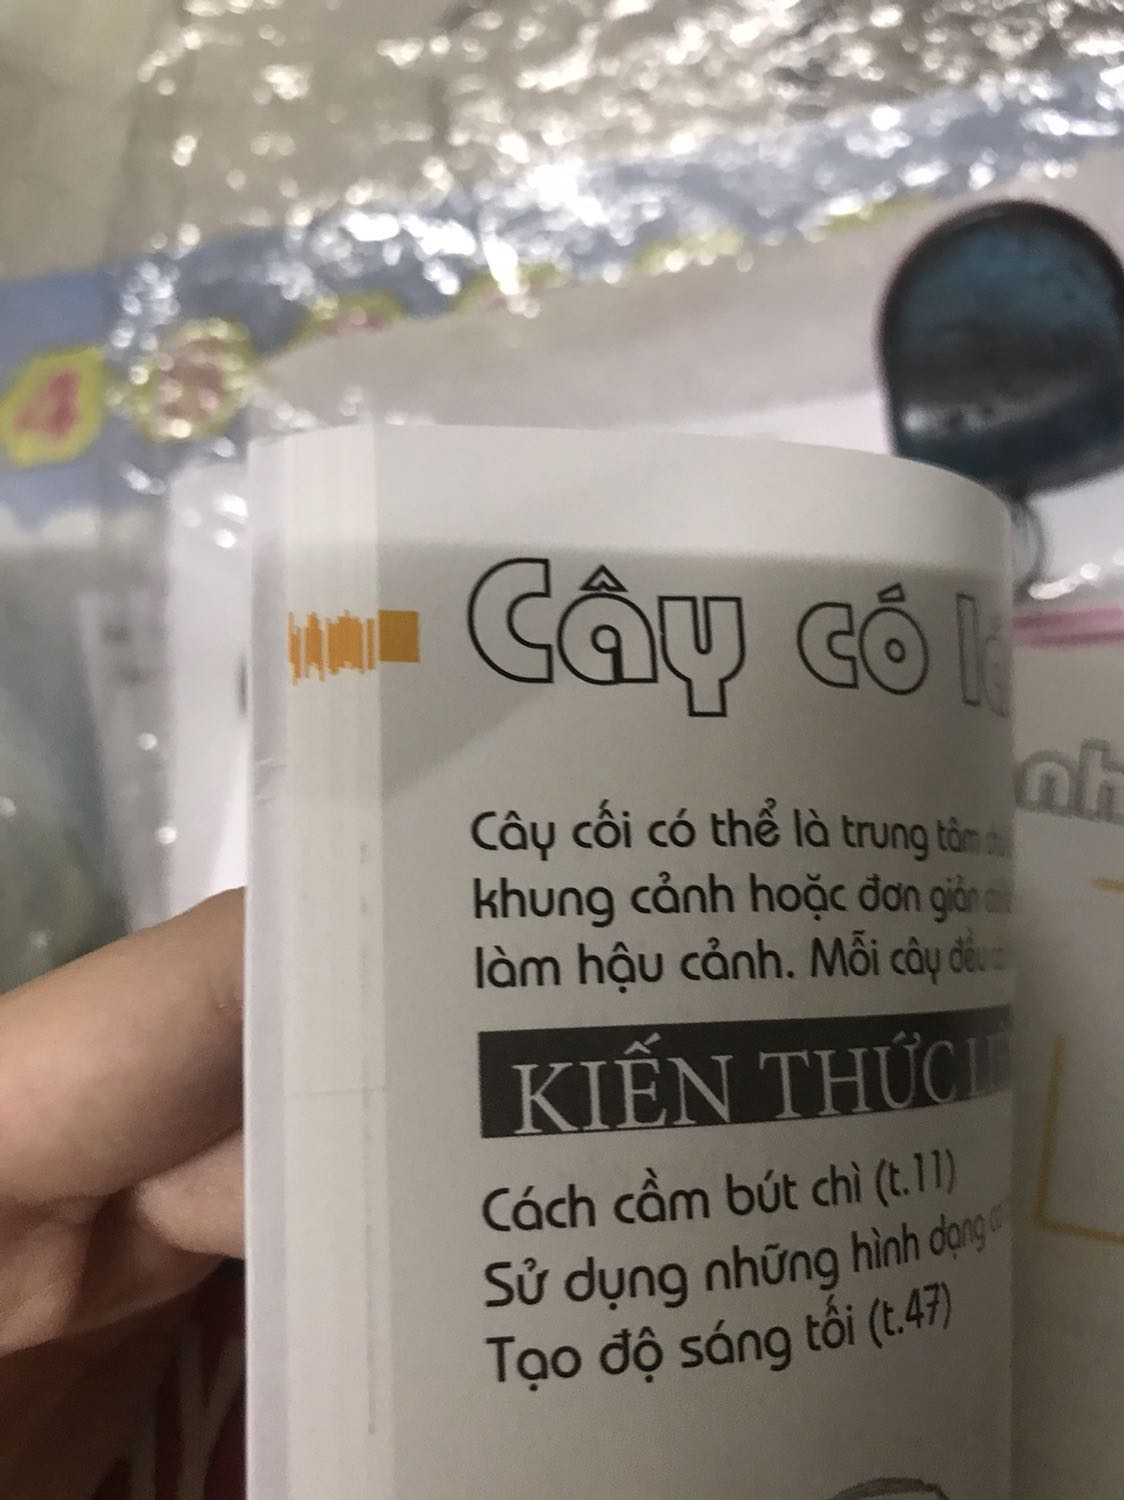 Cây có
Cây cối có thể là trung tâm
khung cảnh hoặc đơn giản
làm hậu cảnh. Mỗi cây đều
KIẾN THỨC
Cách cầm bút chì (t.11)
Sử dụng những hình dạng
Tạo độ sáng tối (t.47)